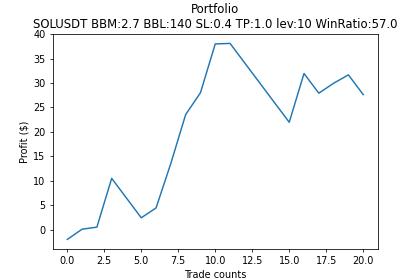 Portfolio
SOLUSDT BBM:2.7 BBL:140 SL:0.4 TP:1.0 lev:10 WinRatio:57.0
40
35
30
25
20
15
10
5
0
Profit ($)
0.0 2.5 5.0 7.5 10.0 12.5 15.0 17.5 20.0
Trade counts